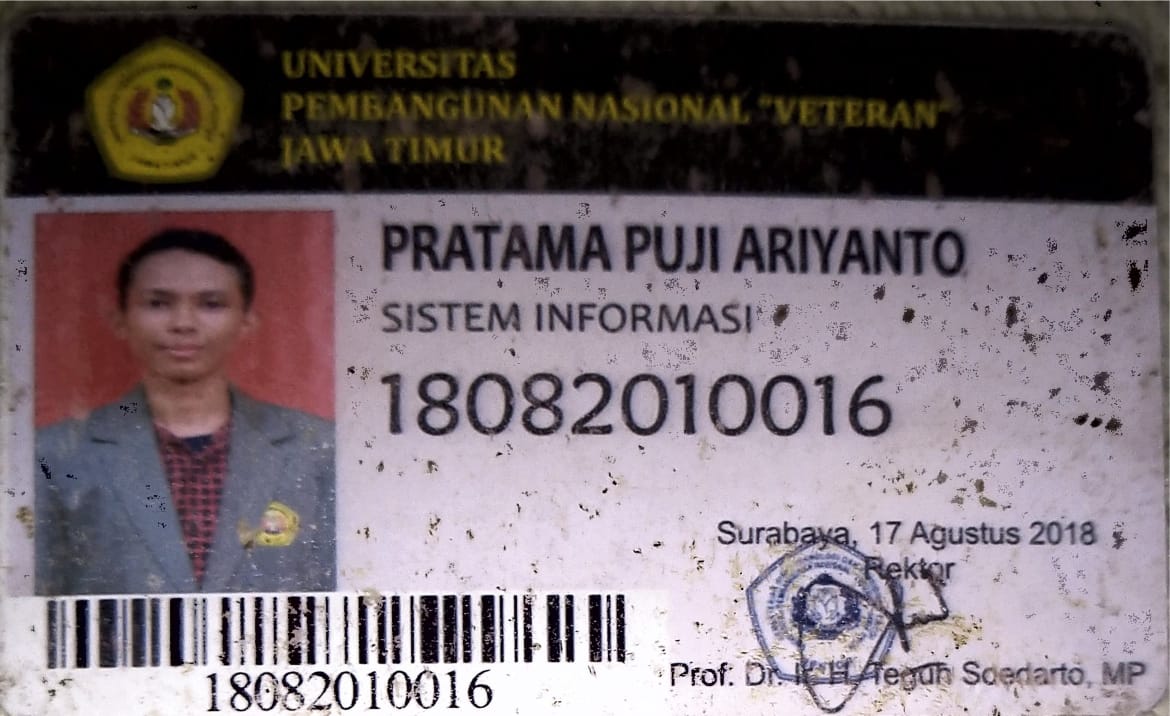 UNIVERSITAS
PEMBANGUNAN NASIONAL "VETERAN"
JAWA TIMUR
PRATAMA PUJI ARIYANTO
SISTEM INFORMASI
18082010016
Surabaya, 17 Agustus 2018
Rektor
Prof. Dr. Ir. H. Teguh Soedarto, MP
18082010016